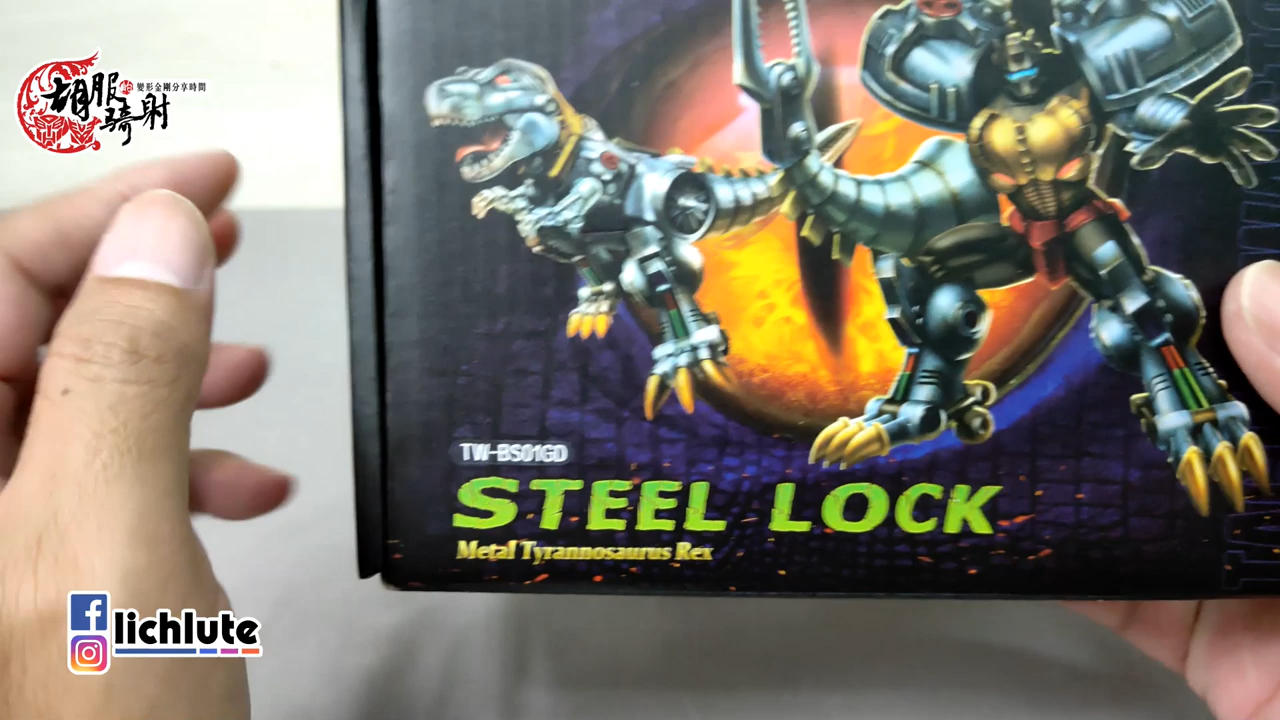 胡服騎射
的變形金剛分享時間
TW-BS01GD
STEEL LOCK
Metal Tyrannosaurus Rex
lichlute